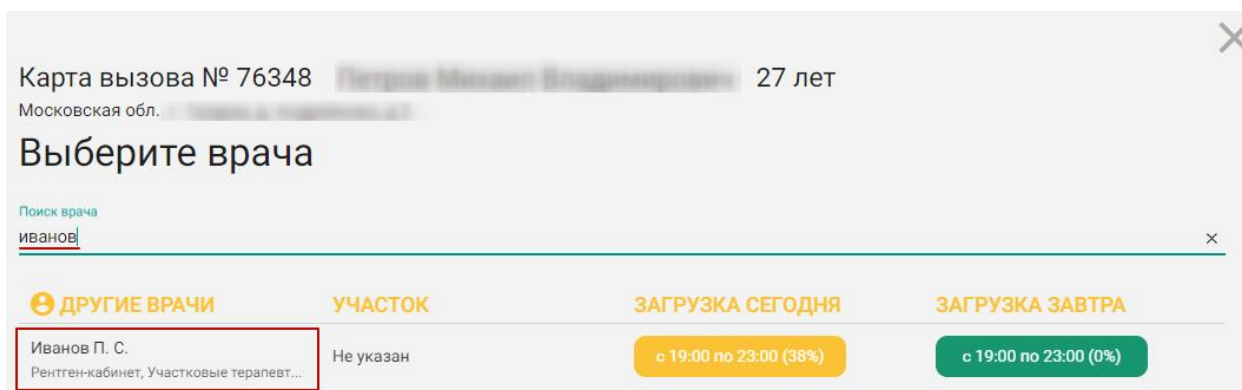 Карта вызова № 76348 27 лет
Московская обл.
Выберите врача
Поиск врача
иванов
ДРУГИЕ ВРАЧИ УЧАСТОК ЗАГРУЗКА СЕГОДНЯ ЗАГРУЗКА ЗАВТРА
Иванов П. С. Не указан с 19:00 по 23:00 (38%) с 19:00 по 23:00 (0%)
Рентген-кабинет, Участковые терапевт...